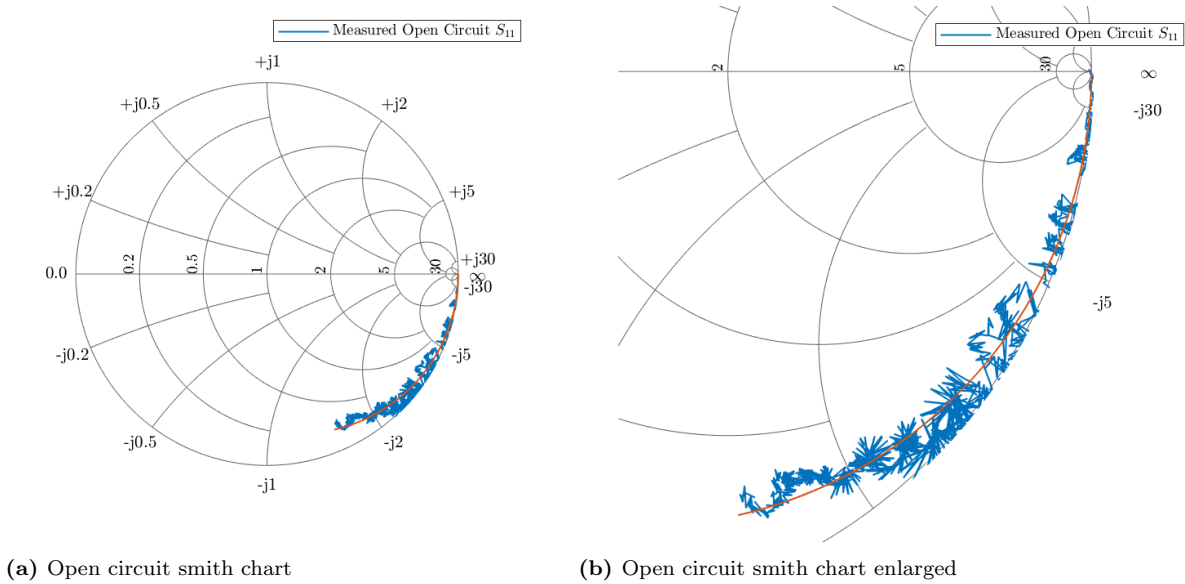 Measured Open Circuit S11
+j1
+j0.5
+j2
+j0.2
+j5
0.0
0.2
0.5
1
2
5
30
+j30
∞
-j30
-j0.2
-j5
-j0.5
-j2
-j1
(a) Open circuit smith chart
Measured Open Circuit S11
2
5
30
∞
-j30
-j5
(b) Open circuit smith chart enlarged